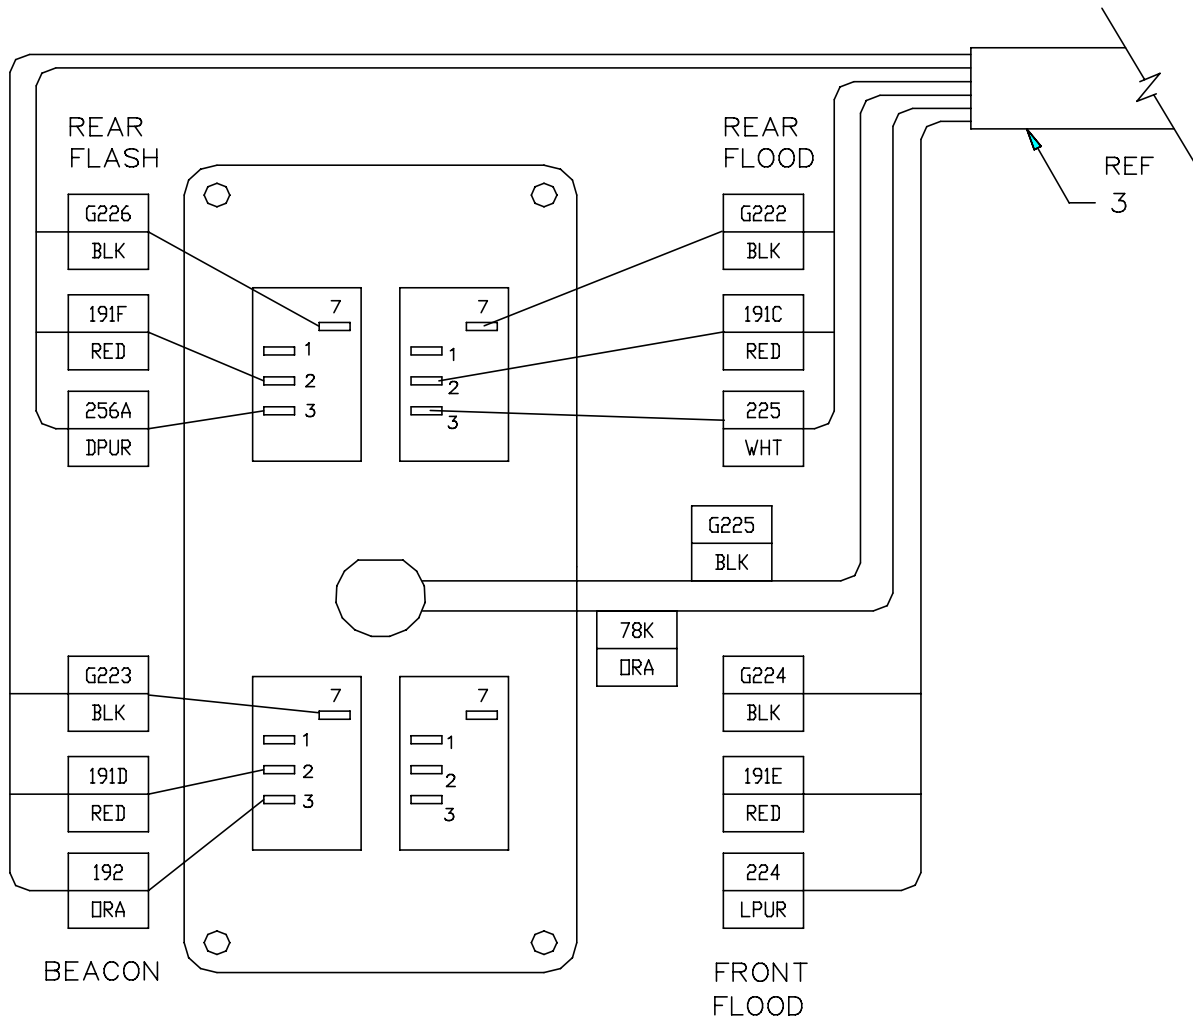 REAR
FLASH
G226
BLK
191F
RED
256A
DPUR
7
1
2
3
7
1
2
3
REAR
FLOOD
G222
BLK
191C
RED
225
WHT
REF
3
G225
BLK
78K
ORA
G223
BLK
191D
RED
192
ORA
BEACON
7
1
2
3
7
1
2
3
G224
BLK
191E
RED
224
LPUR
FRONT
FLOOD